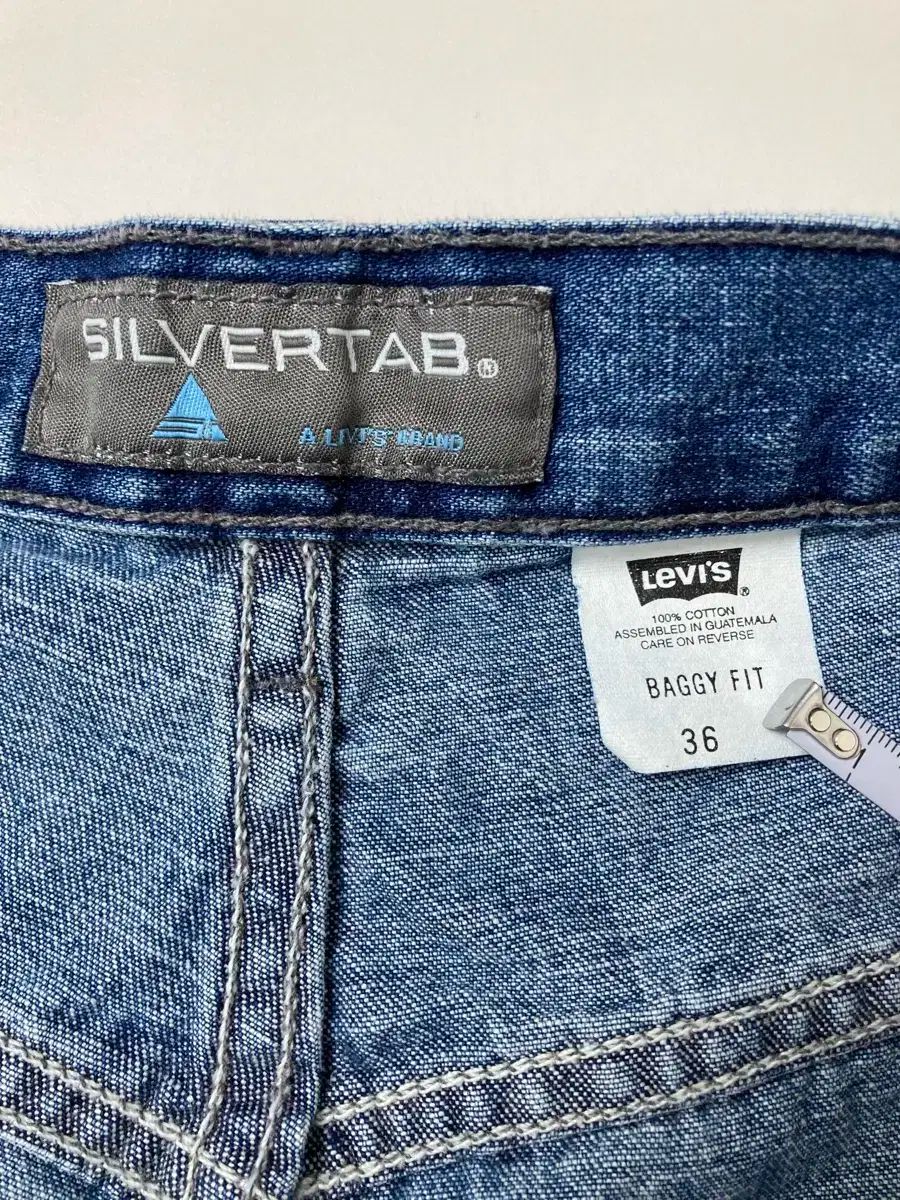 SILVERTAB®
A LEVI'S® BRAND
LEVI'S®
100% COTTON
ASSEMBLED IN GUATEMALA
CARE ON REVERSE
BAGGY FIT
36